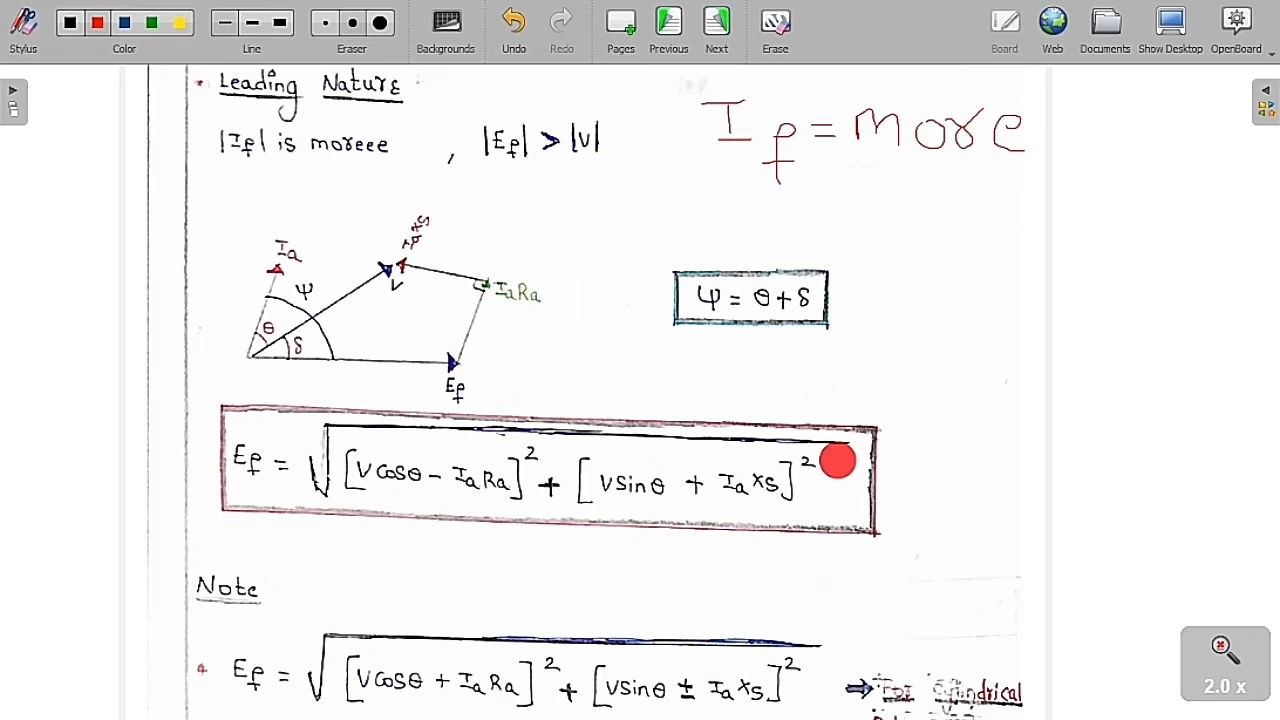 Stylus Color Line Eraser Backgrounds Undo Redo Pages Previous Next Erase Board Web Documents Show Desktop OpenBoard
• Leading Nature
|If| is moreee , |Ef| > |V|
If = more
Ia
ψ
V
IaRa
θ
δ
Ef
ψ = θ + δ
Ef = √[Vcosθ - IaRa]² + [Vsinθ + IaXs]²
Note
• Ef = √[Vcosθ + IaRa]² + [Vsinθ ± IaXs]² ⇒ For Cylindrical
2.0 x